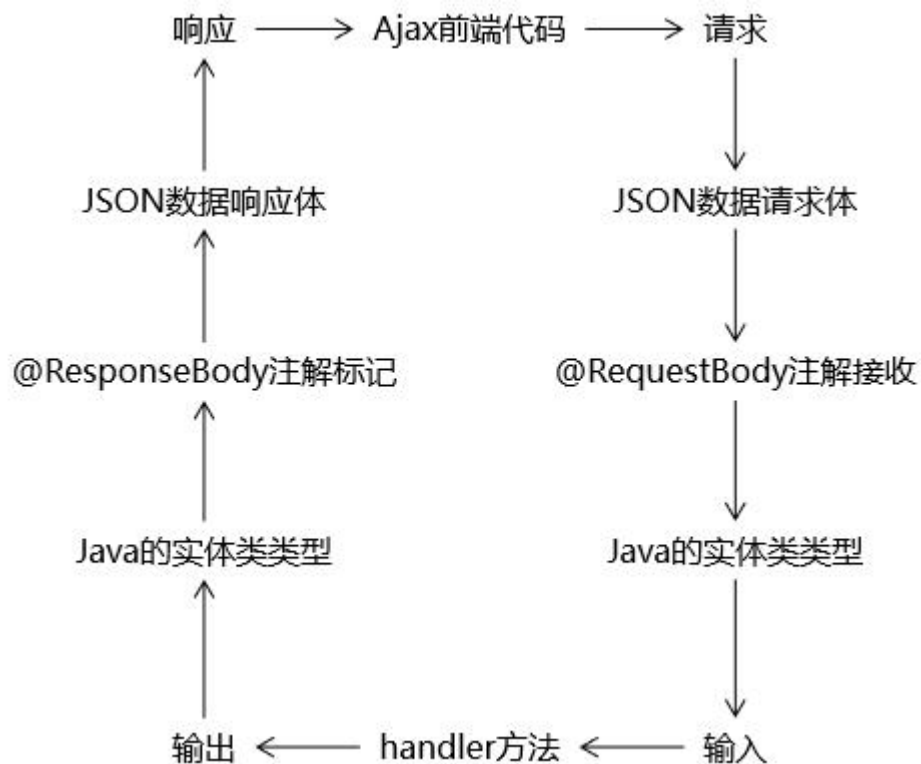 响应
Ajax前端代码
请求
JSON数据响应体
JSON数据请求体
@ResponseBody注解标记
@RequestBody注解接收
Java的实体类类型
Java的实体类类型
输出
handler方法
输入